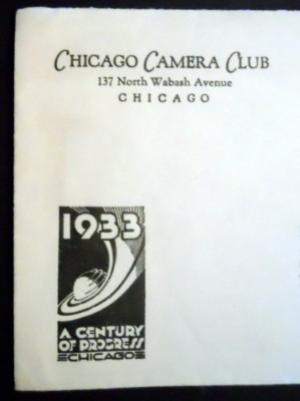 CHICAGO CAMERA CLUB
137 North Wabash Avenue
CHICAGO
1933
A CENTURY
OF PROGRESS
CHICAGO